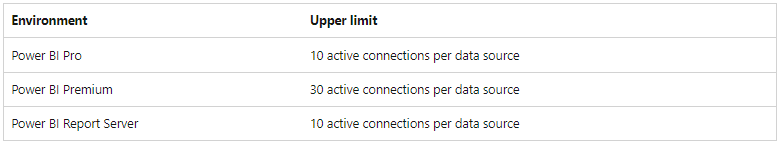 Environment Upper limit
Power BI Pro 10 active connections per data source
Power BI Premium 30 active connections per data source
Power BI Report Server 10 active connections per data source